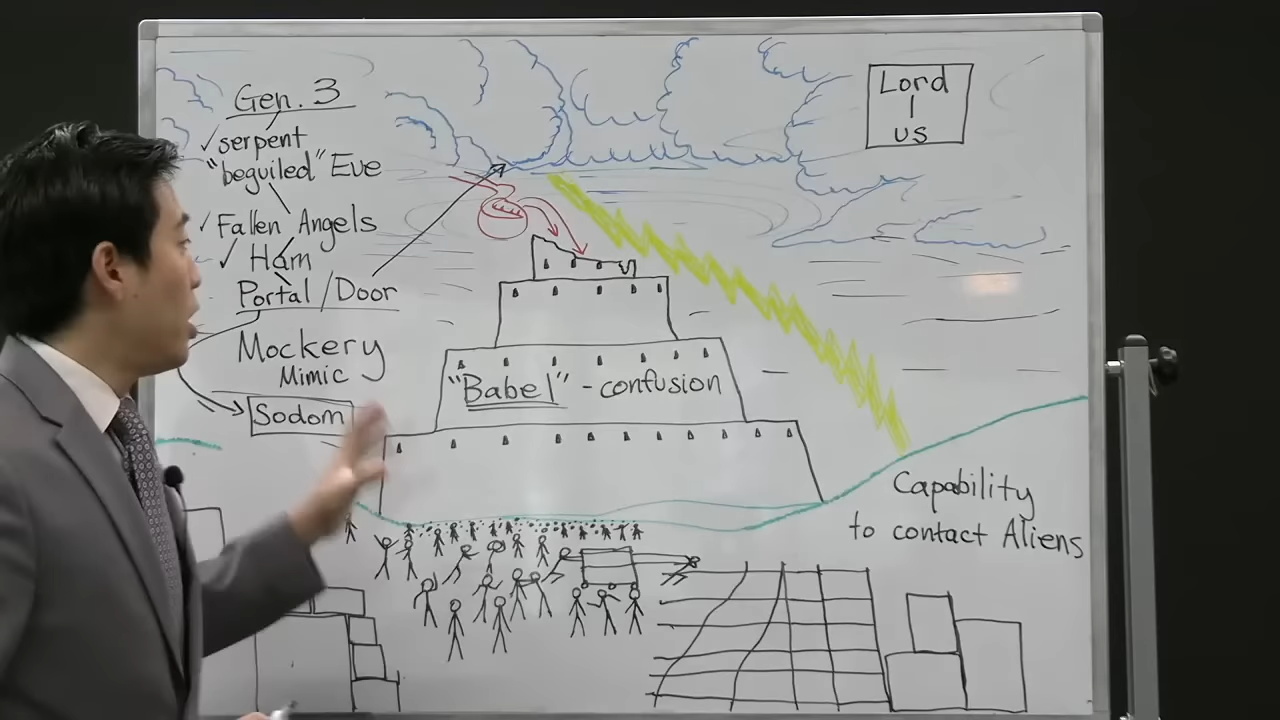 Gen. 3
✓ serpent
"beguiled" Eve
✓ Fallen Angels
✓ Ham
Portal/Door
Mockery
Mimic
Sodom
"Babel" - confusion
Lord
us
Capability
to contact Aliens